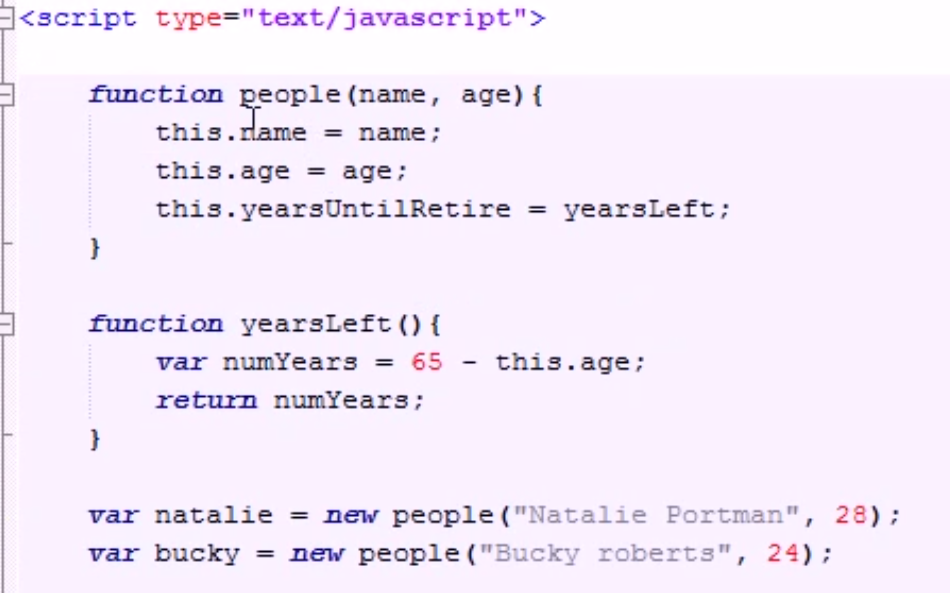 <script type="text/javascript">
function people(name, age){
this.name = name;
this.age = age;
this.yearsUntilRetire = yearsLeft;
}
function yearsLeft(){
var numYears = 65 - this.age;
return numYears;
}
var natalie = new people("Natalie Portman", 28);
var bucky = new people("Bucky roberts", 24);